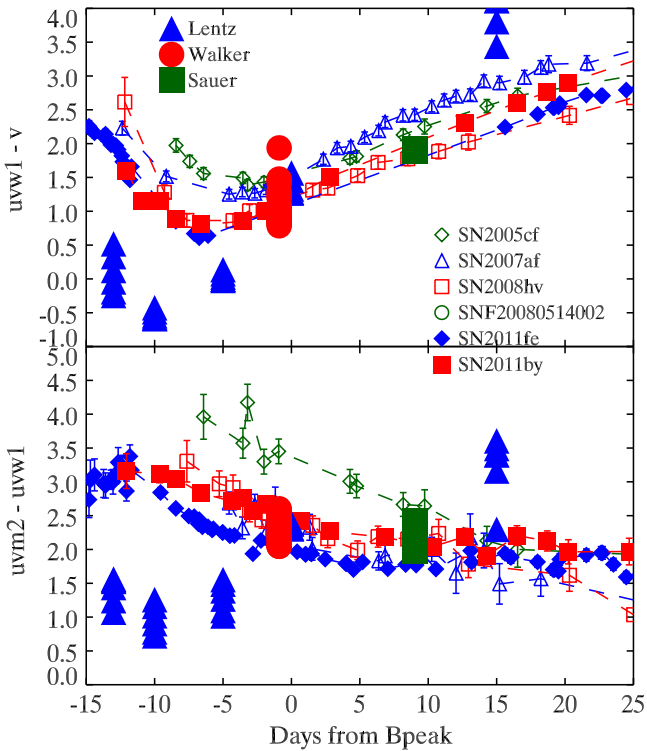 4.0
Lentz
3.5
Walker
3.0
Sauer
2.5
2.0
uvw1 - v
1.5
1.0
SN2005cf
0.5
SN2007af
0.0
SN2008hv
-0.5
SNF20080514002
-1.0
SN2011fe
5.0
SN2011by
4.5
4.0
3.5
3.0
2.5
uvm2 - uvw1
2.0
1.5
1.0
0.5
0.0
-15 -10 -5 0 5 10 15 20 25
Days from Bpeak